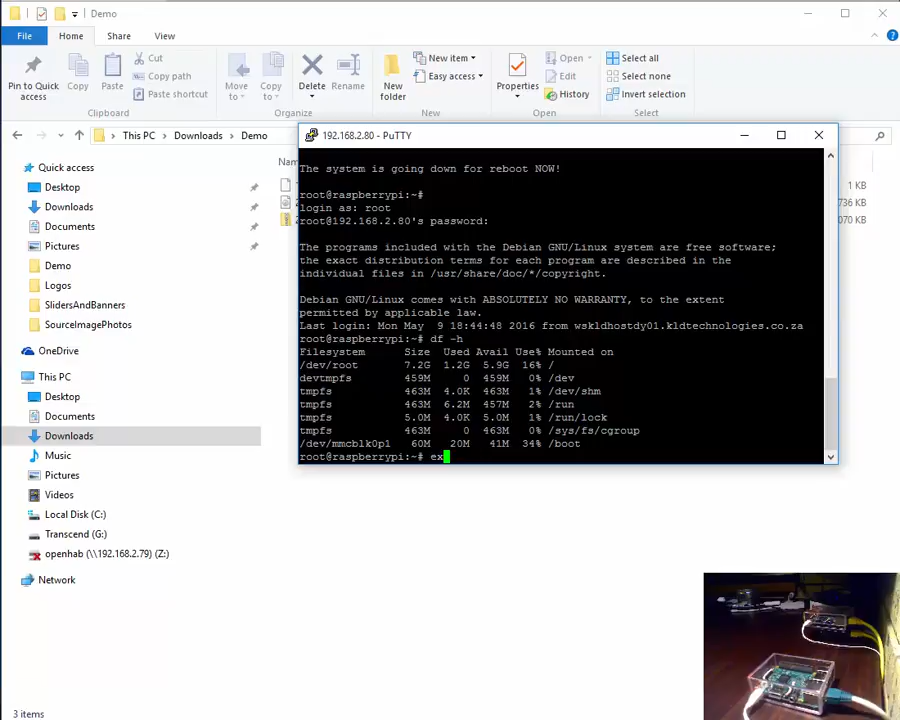 Demo
File
Home
Share
View
Pin to Quick access
Copy
Paste
Cut
Copy path
Paste shortcut
Clipboard
Move to
Copy to
Delete
Rename
Organize
New folder
New item
Easy access
New
Properties
Open
Edit
History
Open
Select all
Select none
Invert selection
Select
This PC
Downloads
Demo
Quick access
Desktop
Downloads
Documents
Pictures
Demo
Logos
SlidersAndBanners
SourceImagePhotos
OneDrive
This PC
Desktop
Documents
Downloads
Music
Pictures
Videos
Local Disk (C:)
Transcend (G:)
openhab (\\192.168.2.79) (Z:)
Network
3 items
1 KB
736 KB
070 KB
192.168.2.80 - PuTTY
The system is going down for reboot NOW!
root@raspberrypi:~#
login as: root
root@192.168.2.80's password:
The programs included with the Debian GNU/Linux system are free software;
the exact distribution terms for each program are described in the
individual files in /usr/share/doc/*/copyright.
Debian GNU/Linux comes with ABSOLUTELY NO WARRANTY, to the extent
permitted by applicable law.
Last login: Mon May  9 18:44:48 2016 from wskldhostdy01.kldtechnologies.co.za
root@raspberrypi:~# df -h
Filesystem      Size  Used Avail Use% Mounted on
/dev/root       7.2G  1.2G  5.9G  16% /
devtmpfs        459M     0  459M   0% /dev
tmpfs           463M  4.0K  463M   1% /dev/shm
tmpfs           463M  6.2M  457M   2% /run
tmpfs           5.0M  4.0K  5.0M   1% /run/lock
tmpfs           463M     0  463M   0% /sys/fs/cgroup
/dev/mmcblk0p1   60M   20M   41M  34% /boot
root@raspberrypi:~# ex